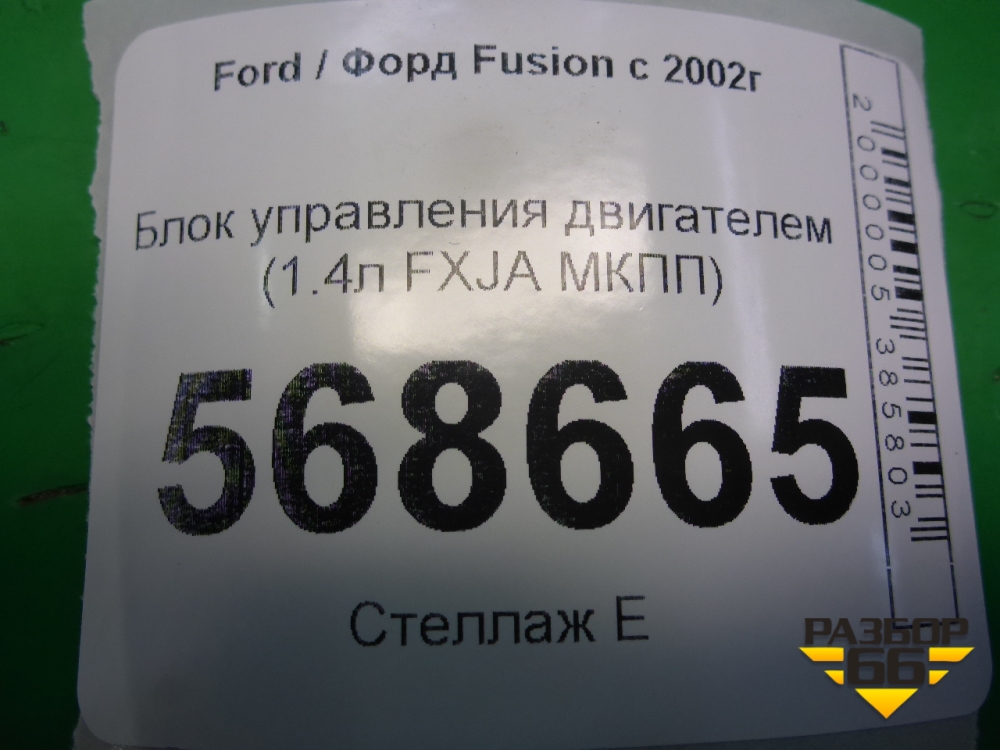 Ford / Форд Fusion с 2002г
Блок управления двигателем
(1.4л FXJA МКПП)
568665
Стеллаж Е
2000005385803
РАЗБОР
66